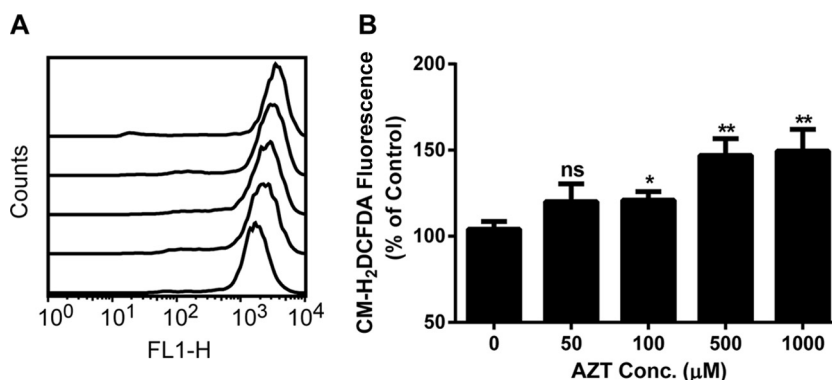 A
Counts
10⁰ 10¹ 10² 10³ 10⁴
FL1-H
B
CM-H₂DCFDA Fluorescence
(% of Control)
200
150
100
50
ns
*
**
**
0 50 100 500 1000
AZT Conc. (μM)